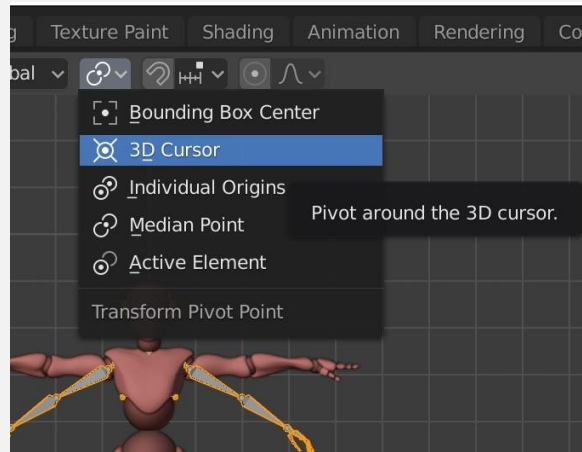 Texture Paint Shading Animation Rendering
Bounding Box Center
3D Cursor
Individual Origins
Pivot around the 3D cursor.
Median Point
Active Element
Transform Pivot Point